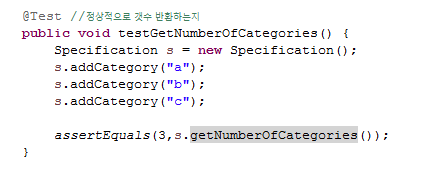 @Test //정상적으로 갯수 반환하는지
public void testGetNumberOfCategories() {
Specification s = new Specification();
s.addCategory("a");
s.addCategory("b");
s.addCategory("c");
assertEquals(3,s.getNumberOfCategories());
}